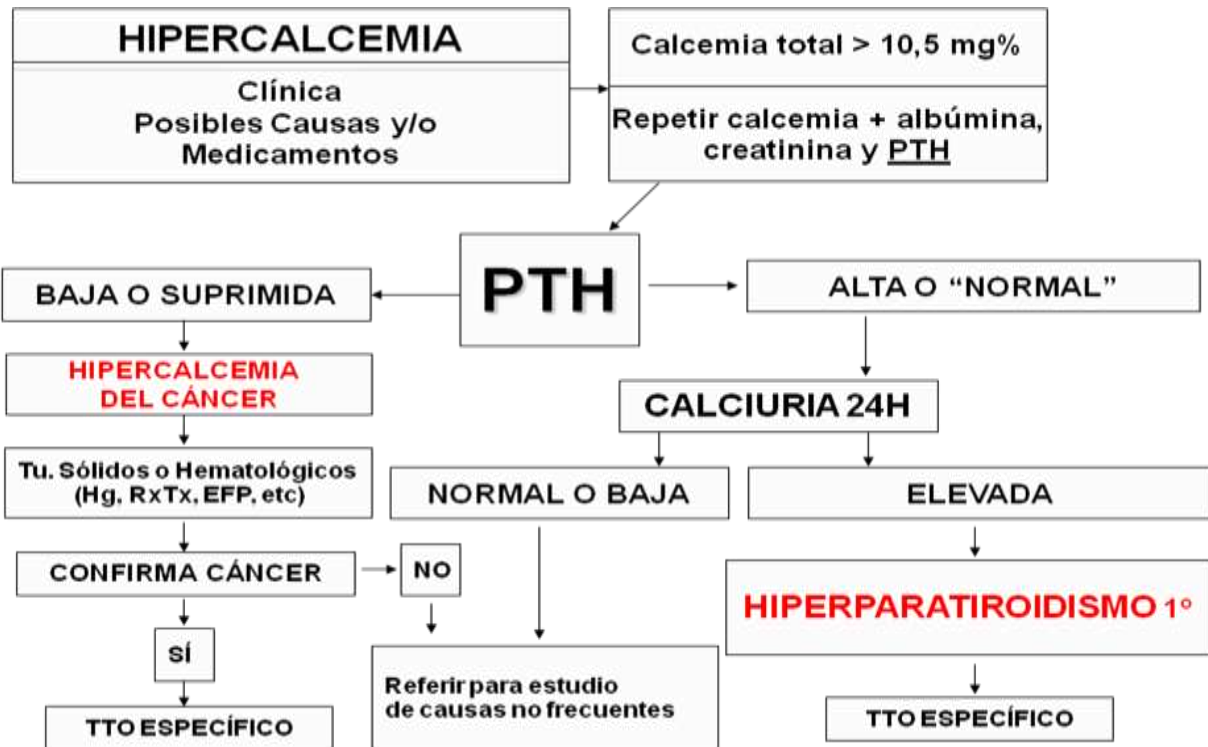 HIPERCALCEMIA
Clínica
Posibles Causas y/o
Medicamentos
Calcemia total > 10,5 mg%
Repetir calcemia + albúmina,
creatinina y PTH
PTH
BAJA O SUPRIMIDA
ALTA O “NORMAL”
HIPERCALCEMIA
DEL CÁNCER
CALCIURIA 24H
Tu. Sólidos o Hematológicos
(Hg, RxTx, EFP, etc)
NORMAL O BAJA
ELEVADA
CONFIRMA CÁNCER
NO
HIPERPARATIROIDISMO 1º
SÍ
Referir para estudio
de causas no frecuentes
TTO ESPECÍFICO
TTO ESPECÍFICO